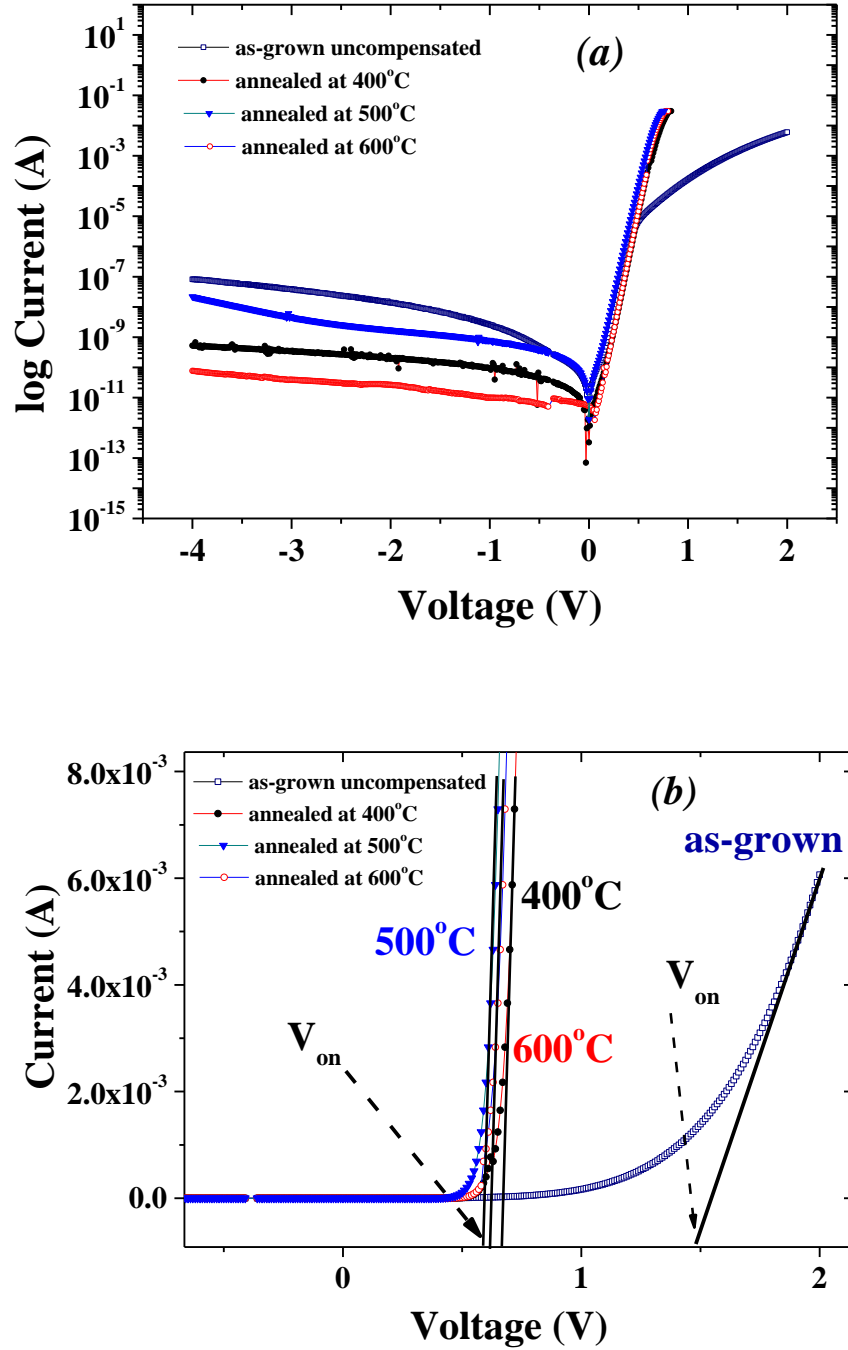 (a)
as-grown uncompensated
annealed at 400°C
annealed at 500°C
annealed at 600°C
log Current (A)
10¹
10⁻¹
10⁻³
10⁻⁵
10⁻⁷
10⁻⁹
10⁻¹¹
10⁻¹³
10⁻¹⁵
-4 -3 -2 -1 0 1 2
Voltage (V)
(b)
as-grown uncompensated
annealed at 400°C
annealed at 500°C
annealed at 600°C
as-grown
400°C
500°C
600°C
Von
Von
Current (A)
8.0x10⁻³
6.0x10⁻³
4.0x10⁻³
2.0x10⁻³
0.0
0 1 2
Voltage (V)